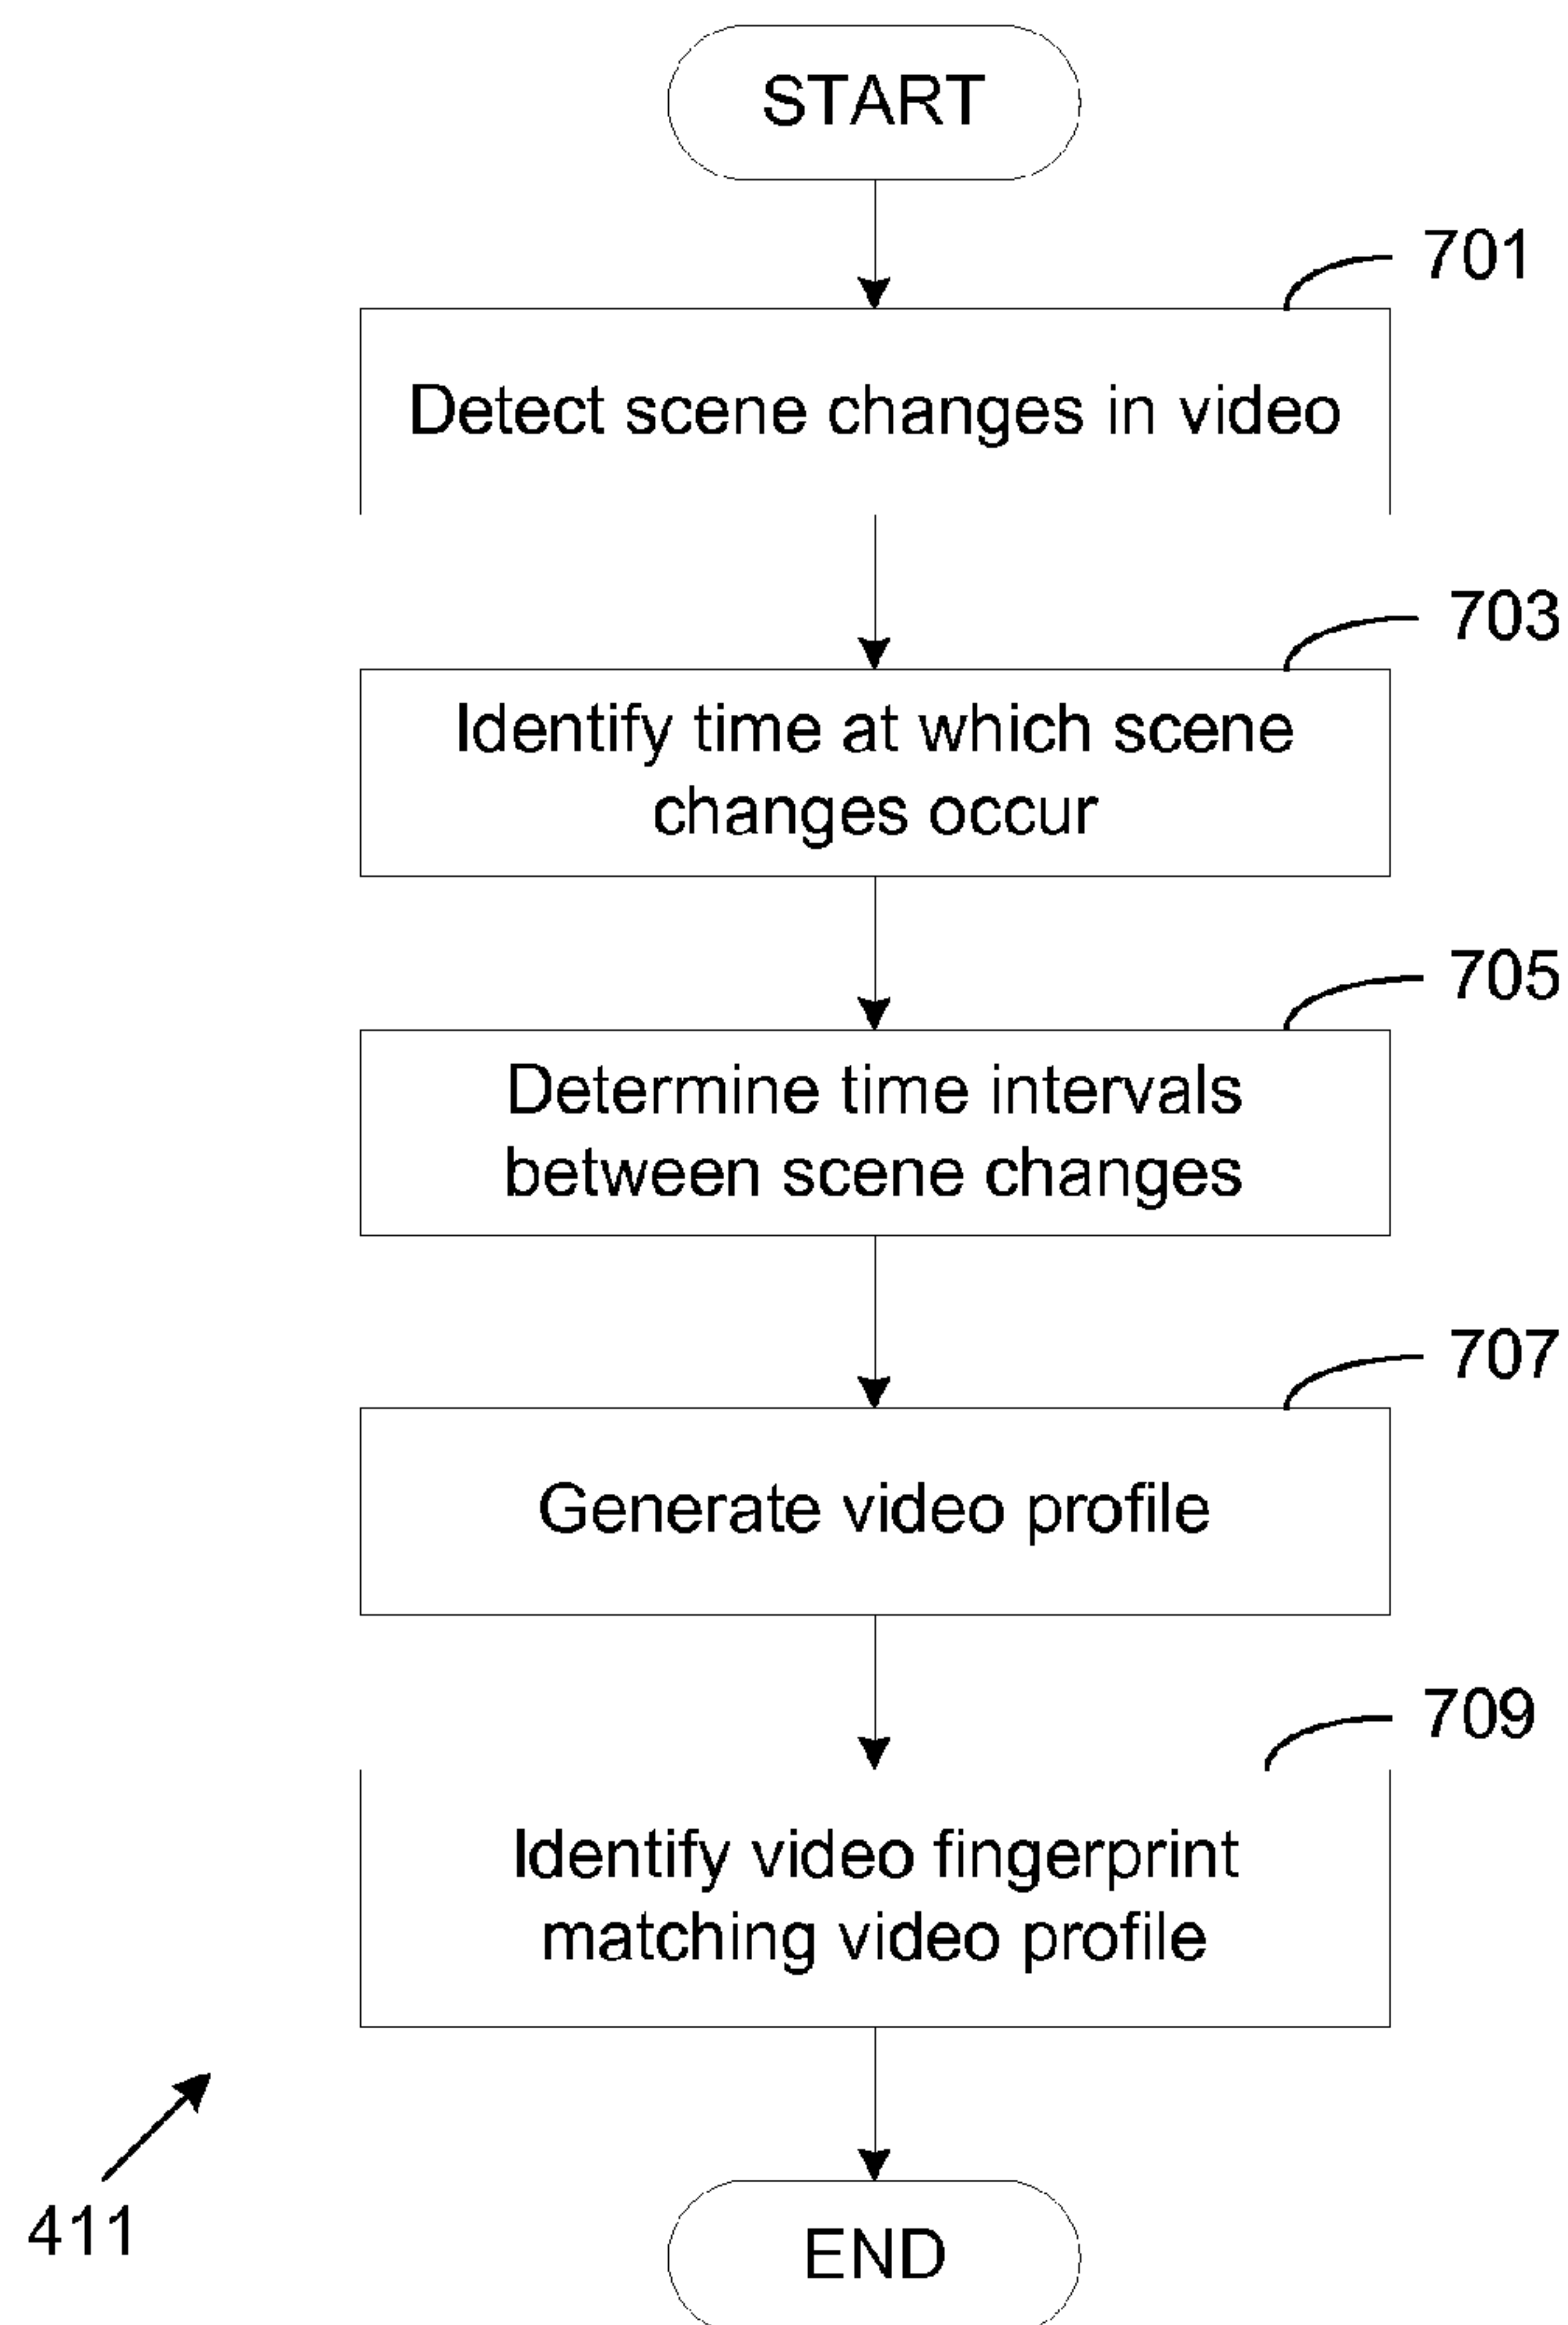 START
701
Detect scene changes in video
703
Identify time at which scene
changes occur
705
Determine time intervals
between scene changes
707
Generate video profile
709
Identify video fingerprint
matching video profile
411
END